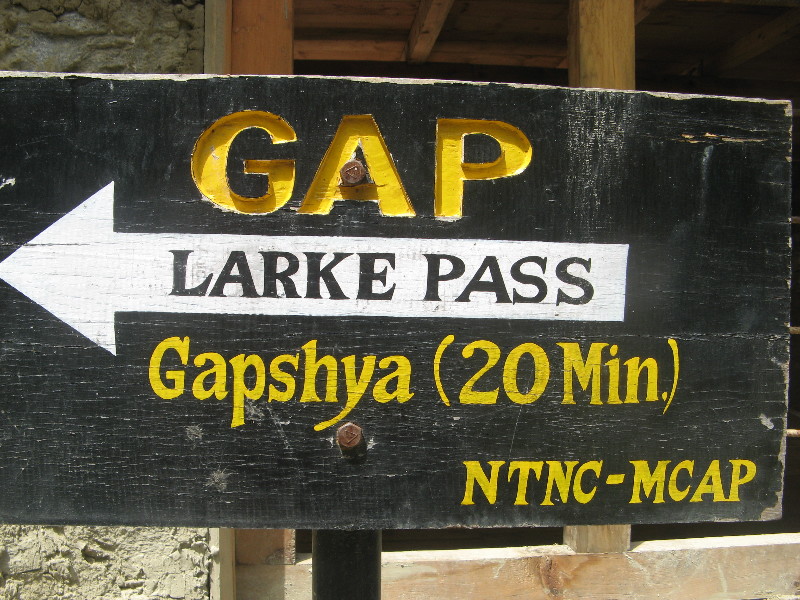 GAP
LARKE PASS
Gapshya (20 Min.)
NTNC-MCAP